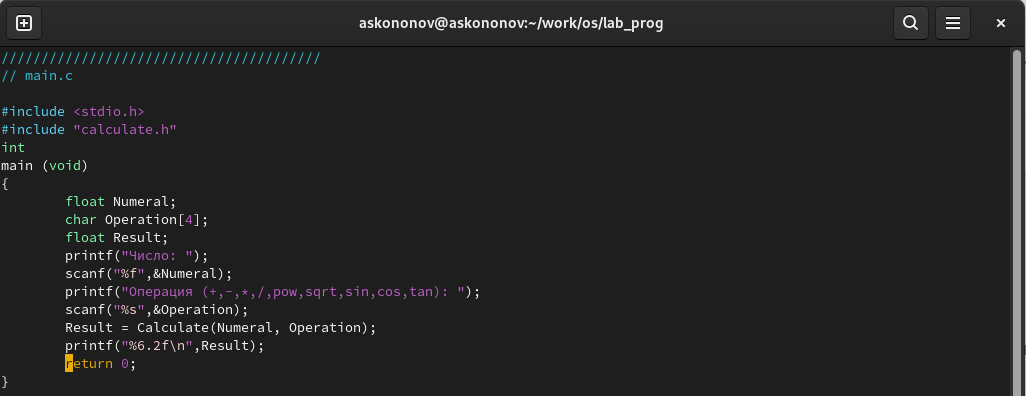 askononov@askononov:~/work/os/lab_prog
////////////////////////////////////////
// main.c
#include <stdio.h>
#include "calculate.h"
int
main (void)
{
float Numeral;
char Operation[4];
float Result;
printf("Число: ");
scanf("%f",&Numeral);
printf("Операция (+,-,*,/,pow,sqrt,sin,cos,tan): ");
scanf("%s",&Operation);
Result = Calculate(Numeral, Operation);
printf("%6.2f\n",Result);
return 0;
}